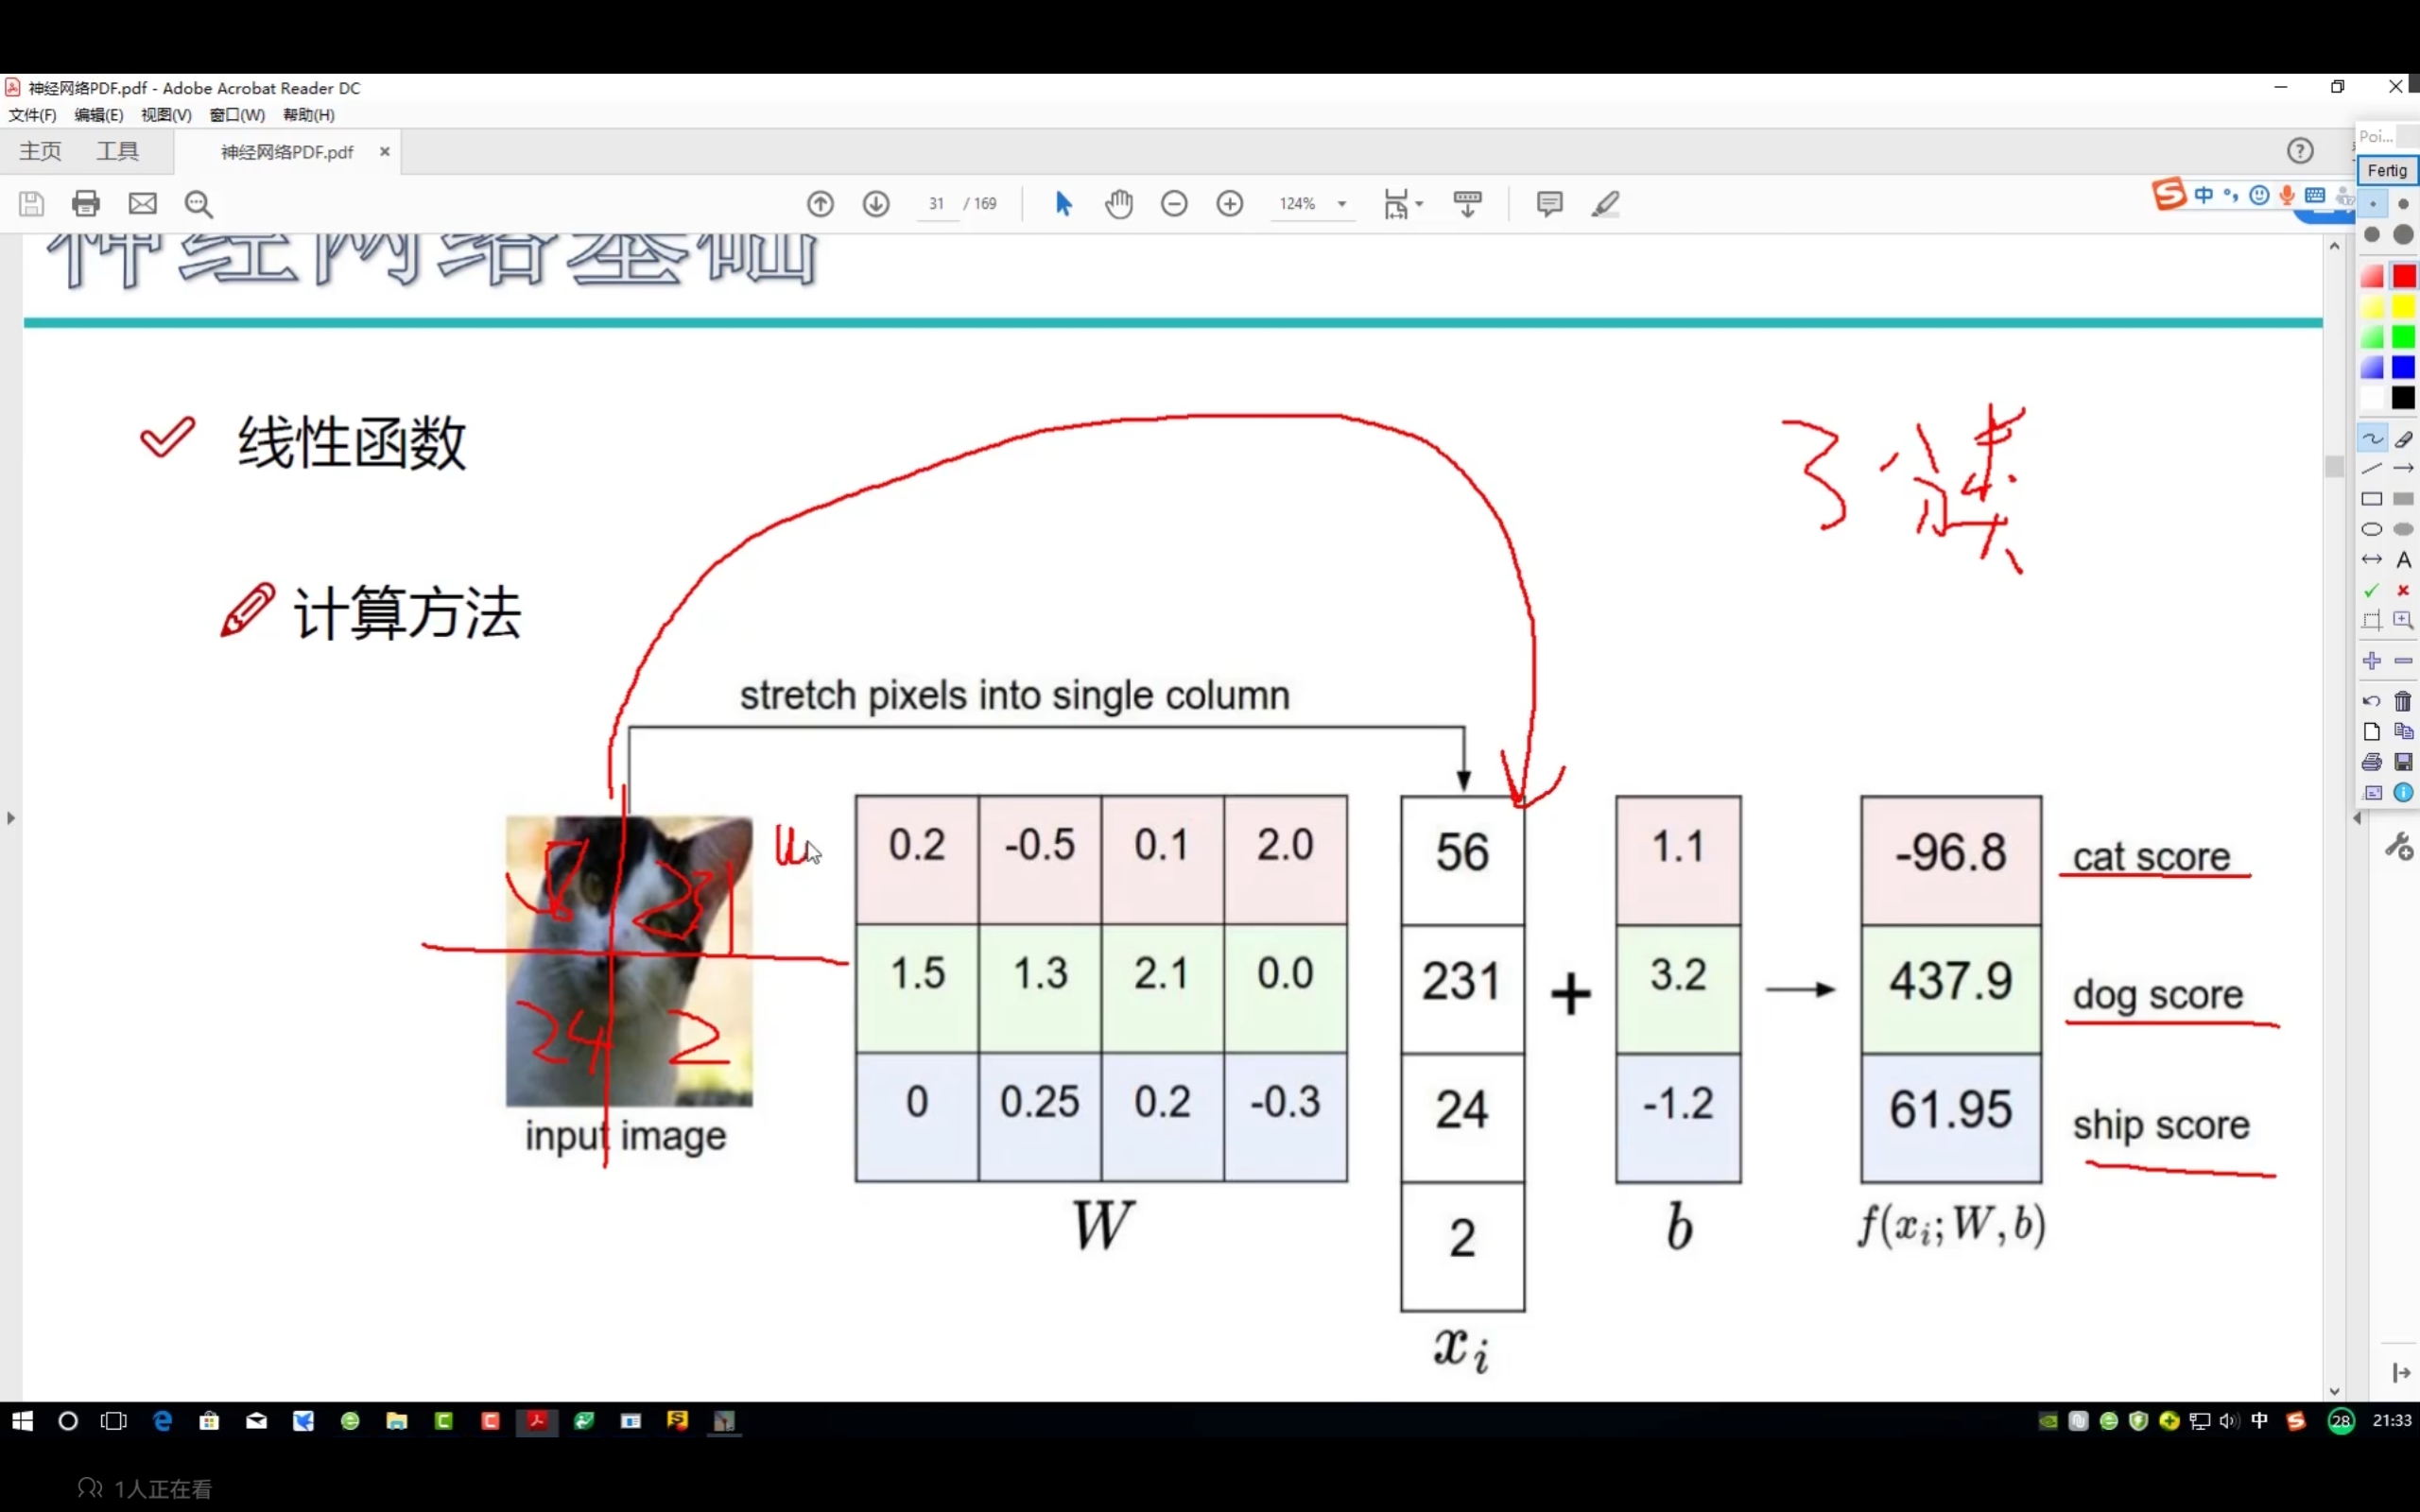 神经网络PDF.pdf - Adobe Acrobat Reader DC
文件(F) 编辑(E) 视图(V) 窗口(W) 帮助(H)
主页 工具 神经网络PDF.pdf ×
Poi...
Fertig
31 / 169 124%
中
神经网络基础
线性函数
3
计算方法
stretch pixels into single column
0.2 -0.5 0.1 2.0 56 1.1 -96.8 cat score
1.5 1.3 2.1 0.0 231 + 3.2 437.9 dog score
24 2
0 0.25 0.2 -0.3 24 -1.2 61.95 ship score
input image
2
W b f(xi; W, b)
xi
中 28 21:33
1人正在看